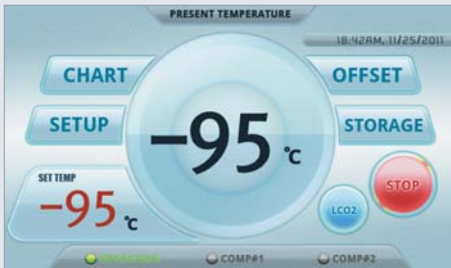 PRESENT TEMPERATURE
18:42AM, 11/25/2011
CHART
OFFSET
SETUP
STORAGE
-95 ℃
SET TEMP
-95 ℃
STOP
LCO2
COMP#1
COMP#2